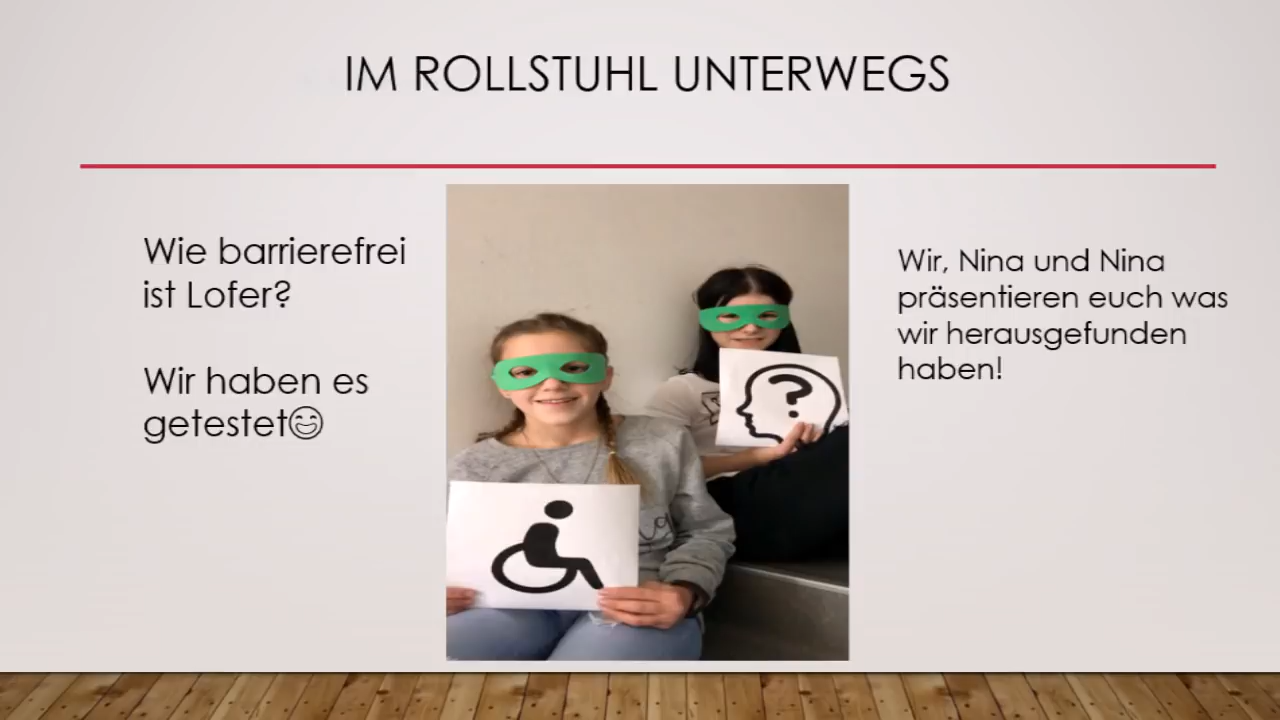 IM ROLLSTUHL UNTERWEGS
Wie barrierefrei
ist Lofer?
Wir haben es
getestet😄
Wir, Nina und Nina
präsentieren euch was
wir herausgefunden
haben!
?